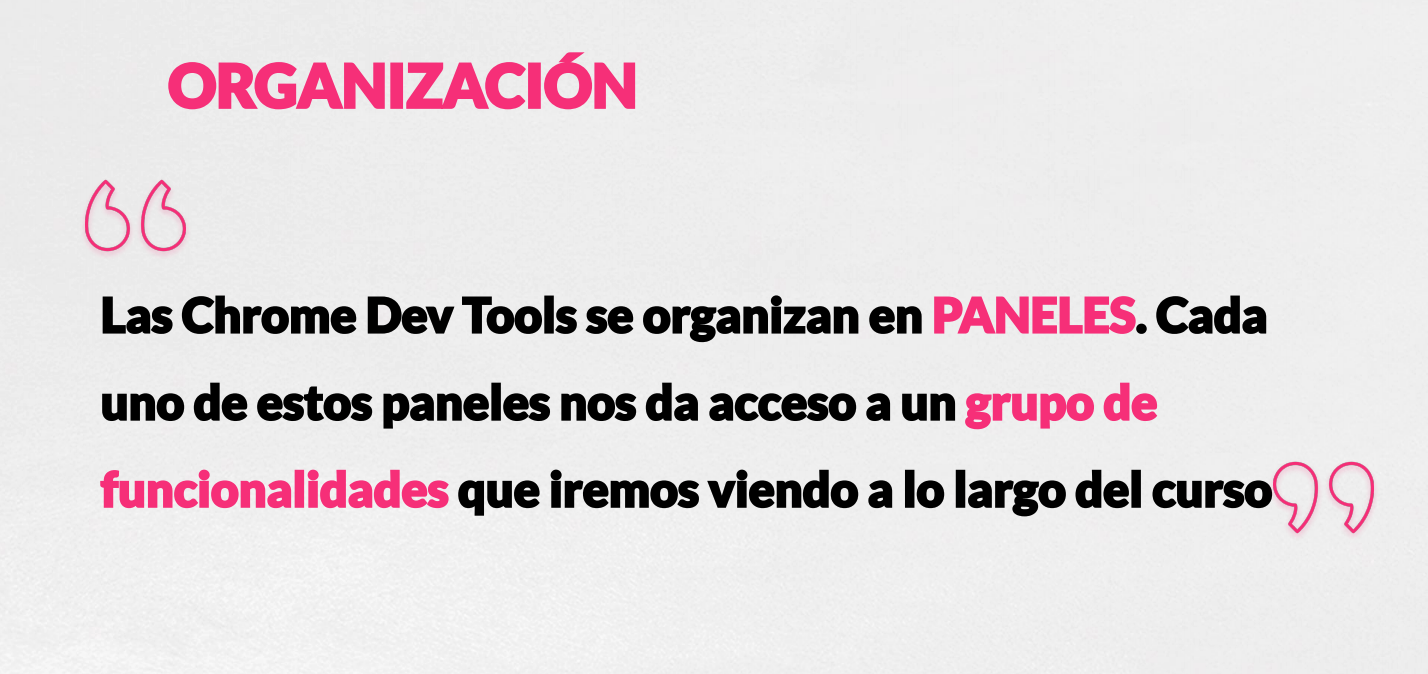 ORGANIZACIÓN
“
Las Chrome Dev Tools se organizan en PANELES. Cada
uno de estos paneles nos da acceso a un grupo de
funcionalidades que iremos viendo a lo largo del curso”